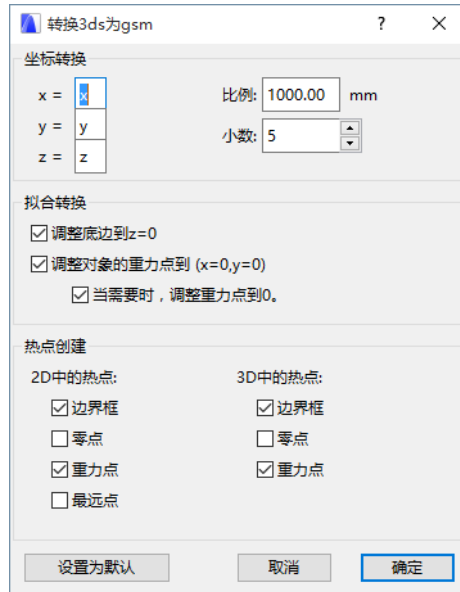 转换3ds为gsm ?
坐标转换
x = x 比例: 1000.00 mm
y = y 小数: 5
z = z
拟合转换
调整底边到z=0
调整对象的重力点到 (x=0,y=0)
当需要时，调整重力点到0。
热点创建
2D中的热点: 3D中的热点:
边界框 边界框
零点 零点
重力点 重力点
最远点
设置为默认 取消 确定